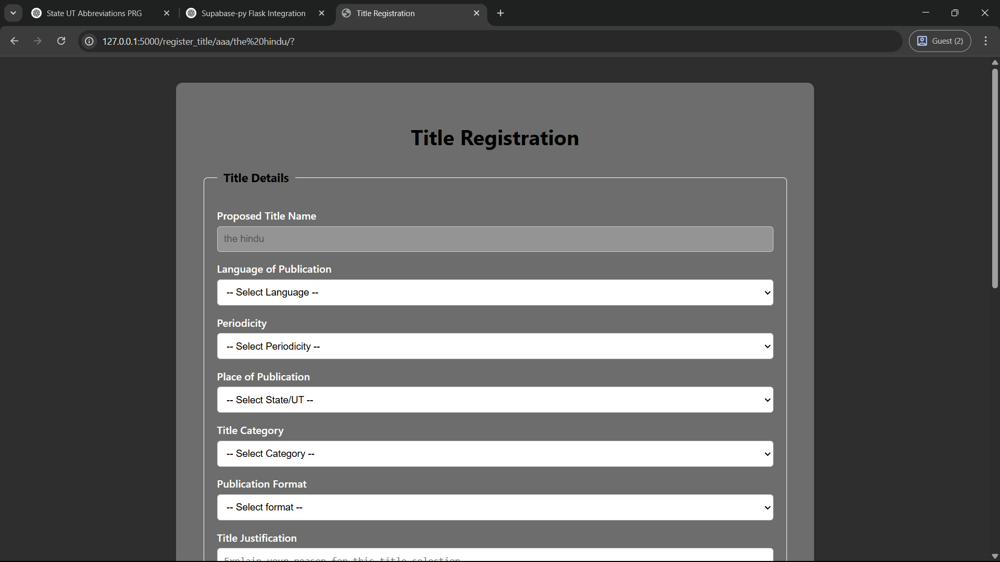 State UT Abbreviations PRG
Supabase-py Flask Integration
Title Registration
127.0.0.1:5000/register_title/aaa/the%20hindu/?
Guest (2)
Title Registration
Title Details
Proposed Title Name
the hindu
Language of Publication
-- Select Language --
Periodicity
-- Select Periodicity --
Place of Publication
-- Select State/UT --
Title Category
-- Select Category --
Publication Format
-- Select format --
Title Justification
Explain your reason for this title selection